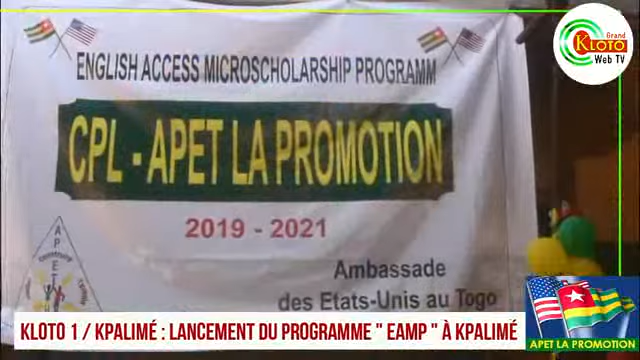 Grand
KLOTO
Web TV
ENGLISH ACCESS MICROSCHOLARSHIP PROGRAMM
CPL - APET LA PROMOTION
2019 - 2021
APET
Ambassade
des Etats-Unis au Togo
KLOTO 1 / KPALIMÉ : LANCEMENT DU PROGRAMME " EAMP " À KPALIMÉ
APET LA PROMOTION